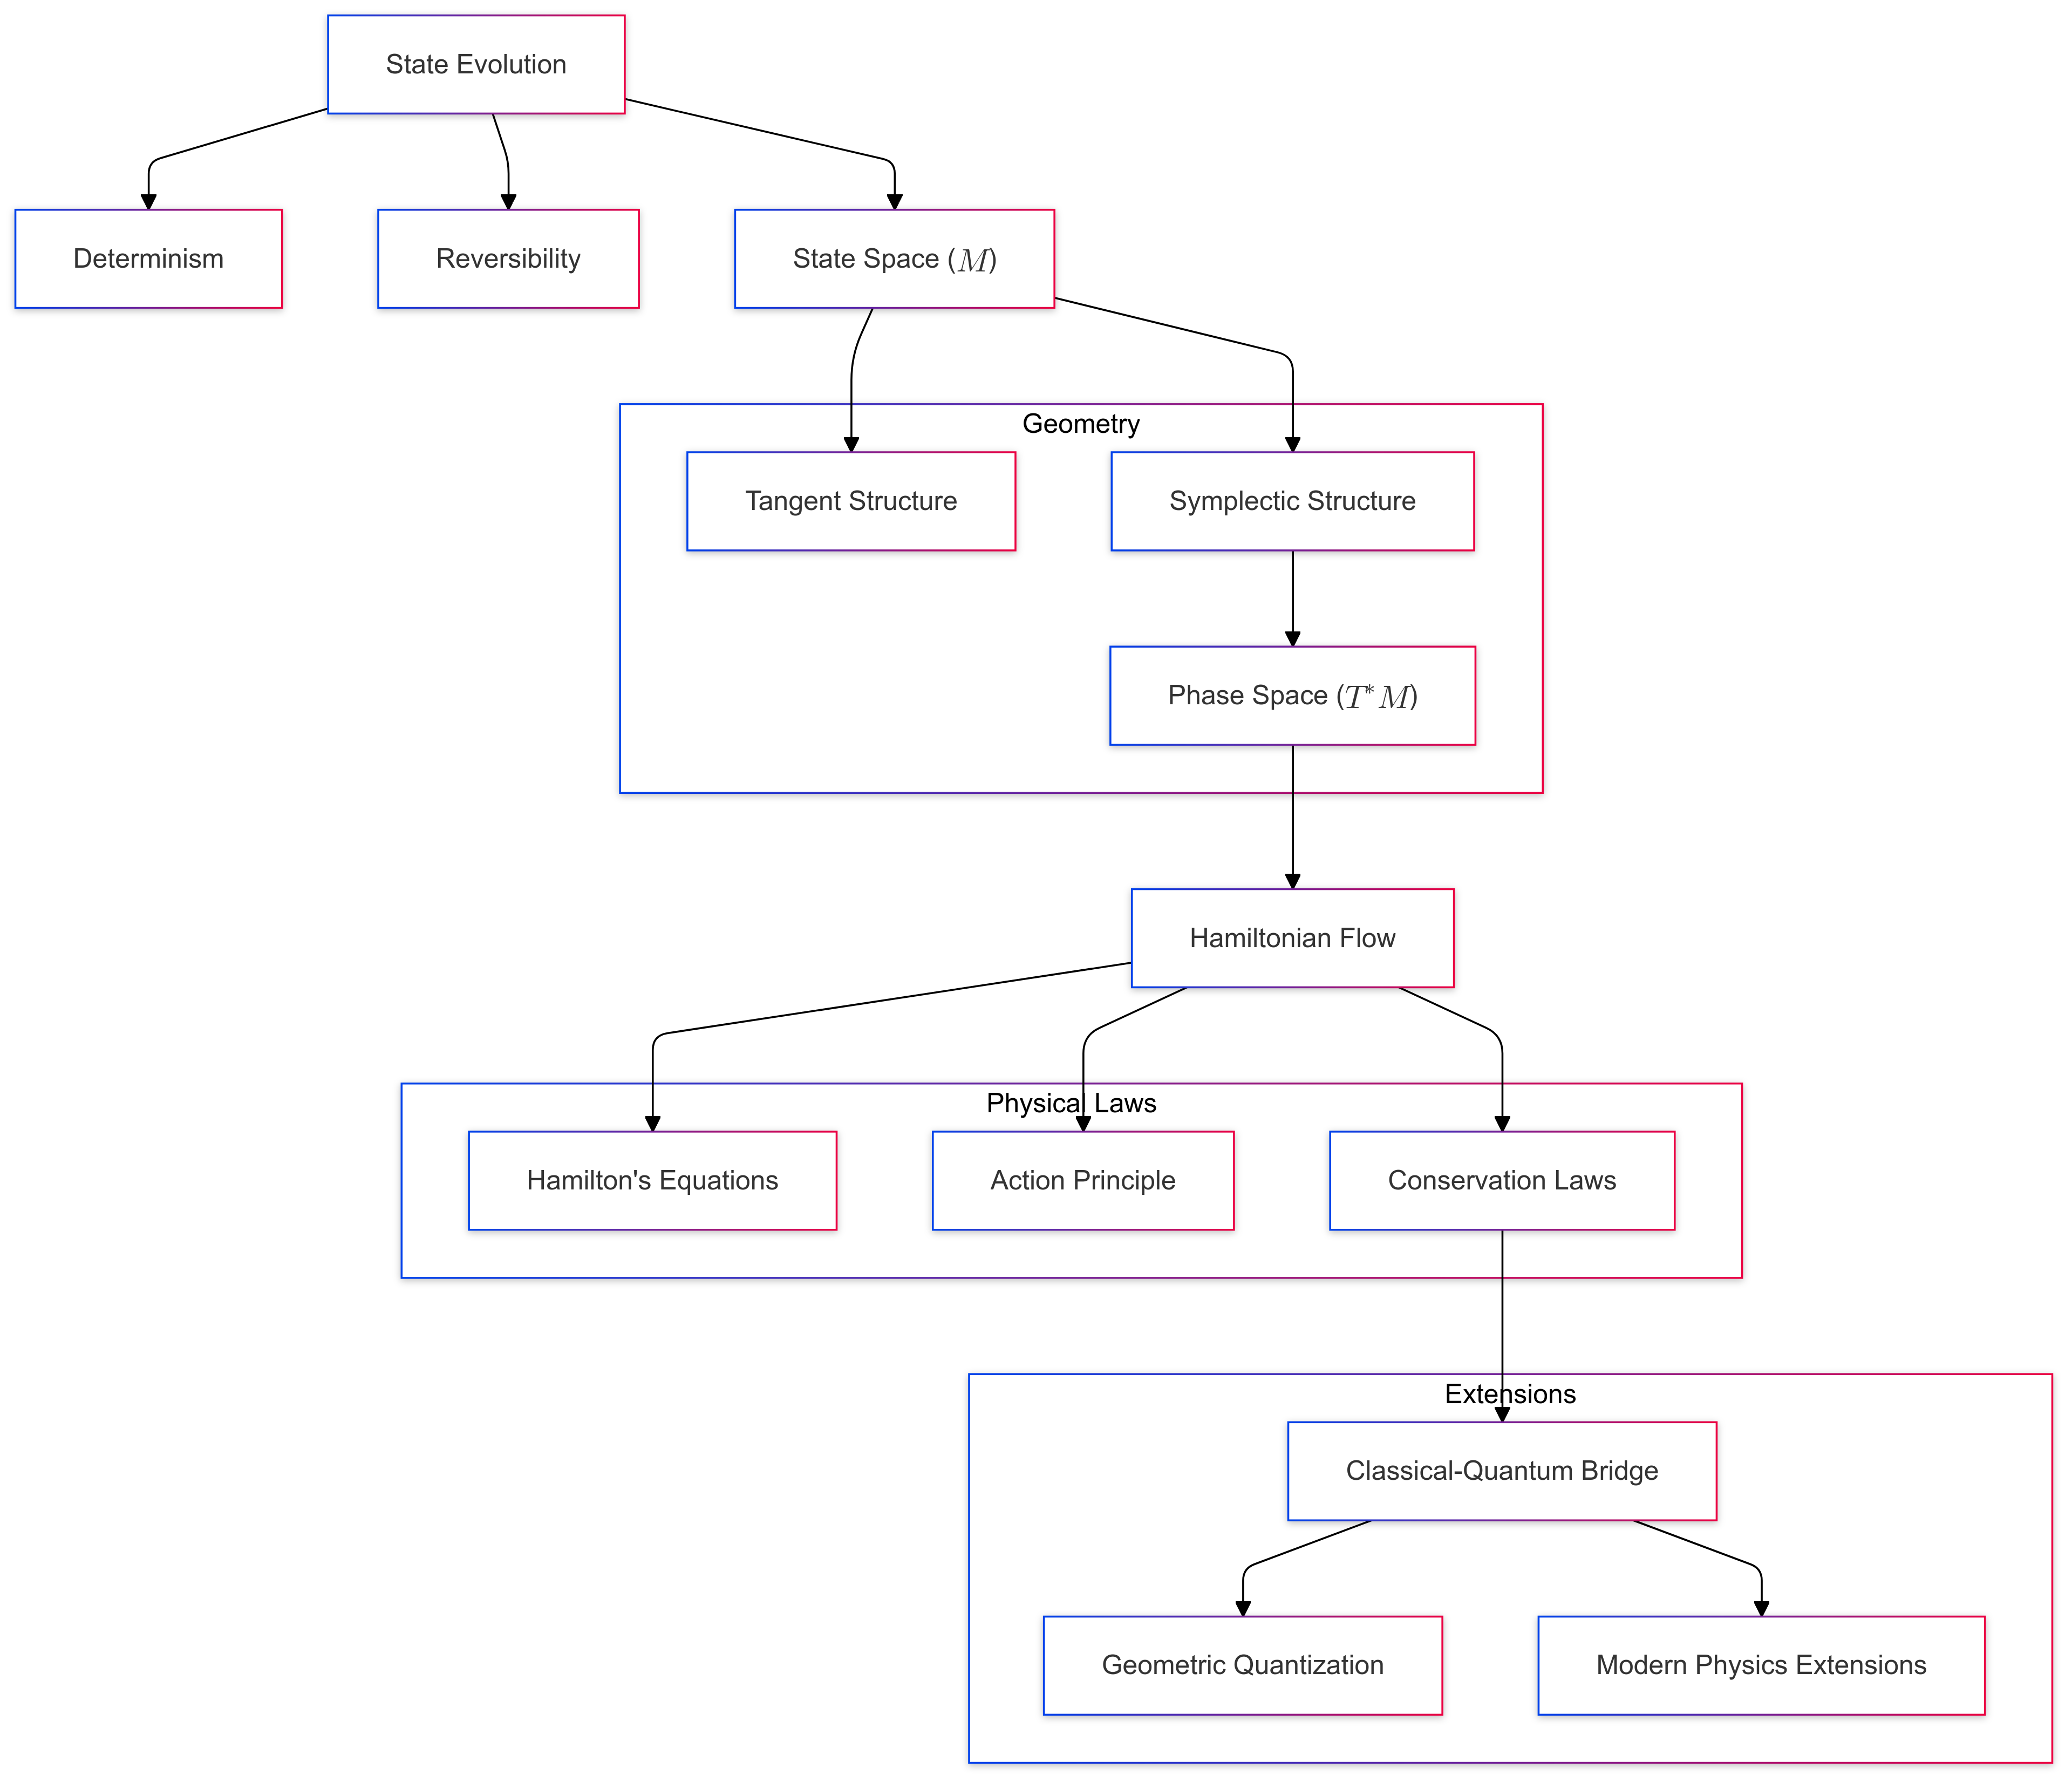 State Evolution
Determinism
Reversibility
State Space (M)
Geometry
Tangent Structure
Symplectic Structure
Phase Space (T*M)
Hamiltonian Flow
Physical Laws
Hamilton's Equations
Action Principle
Conservation Laws
Extensions
Classical-Quantum Bridge
Geometric Quantization
Modern Physics Extensions